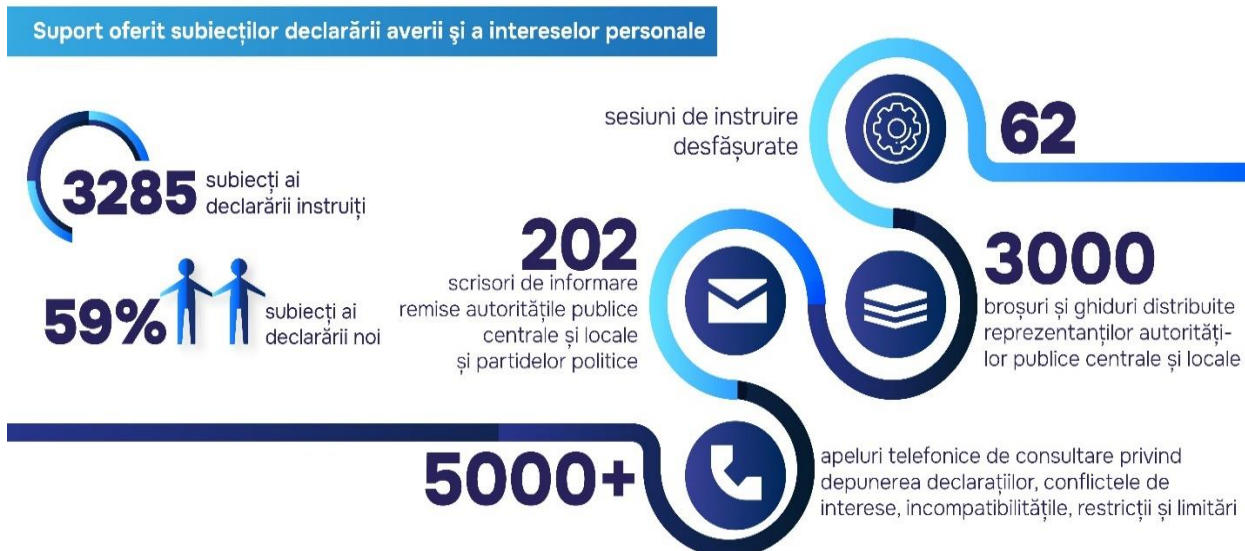 Suport oferit subiecților declarării averii şi a intereselor personale
3285
subiecți ai
declarării instruiți
59%
subiecți ai
declarării noi
sesiuni de instruire
desfășurate
62
202
scrisori de informare
remise autoritățile publice
centrale și locale
și partidelor politice
3000
broșuri și ghiduri distribuite
reprezentanților autorităţi-
lor publice centrale și locale
5000+
apeluri telefonice de consultare privind
depunerea declarațiilor, conflictele de
interese, incompatibilitățile, restricții și limitări